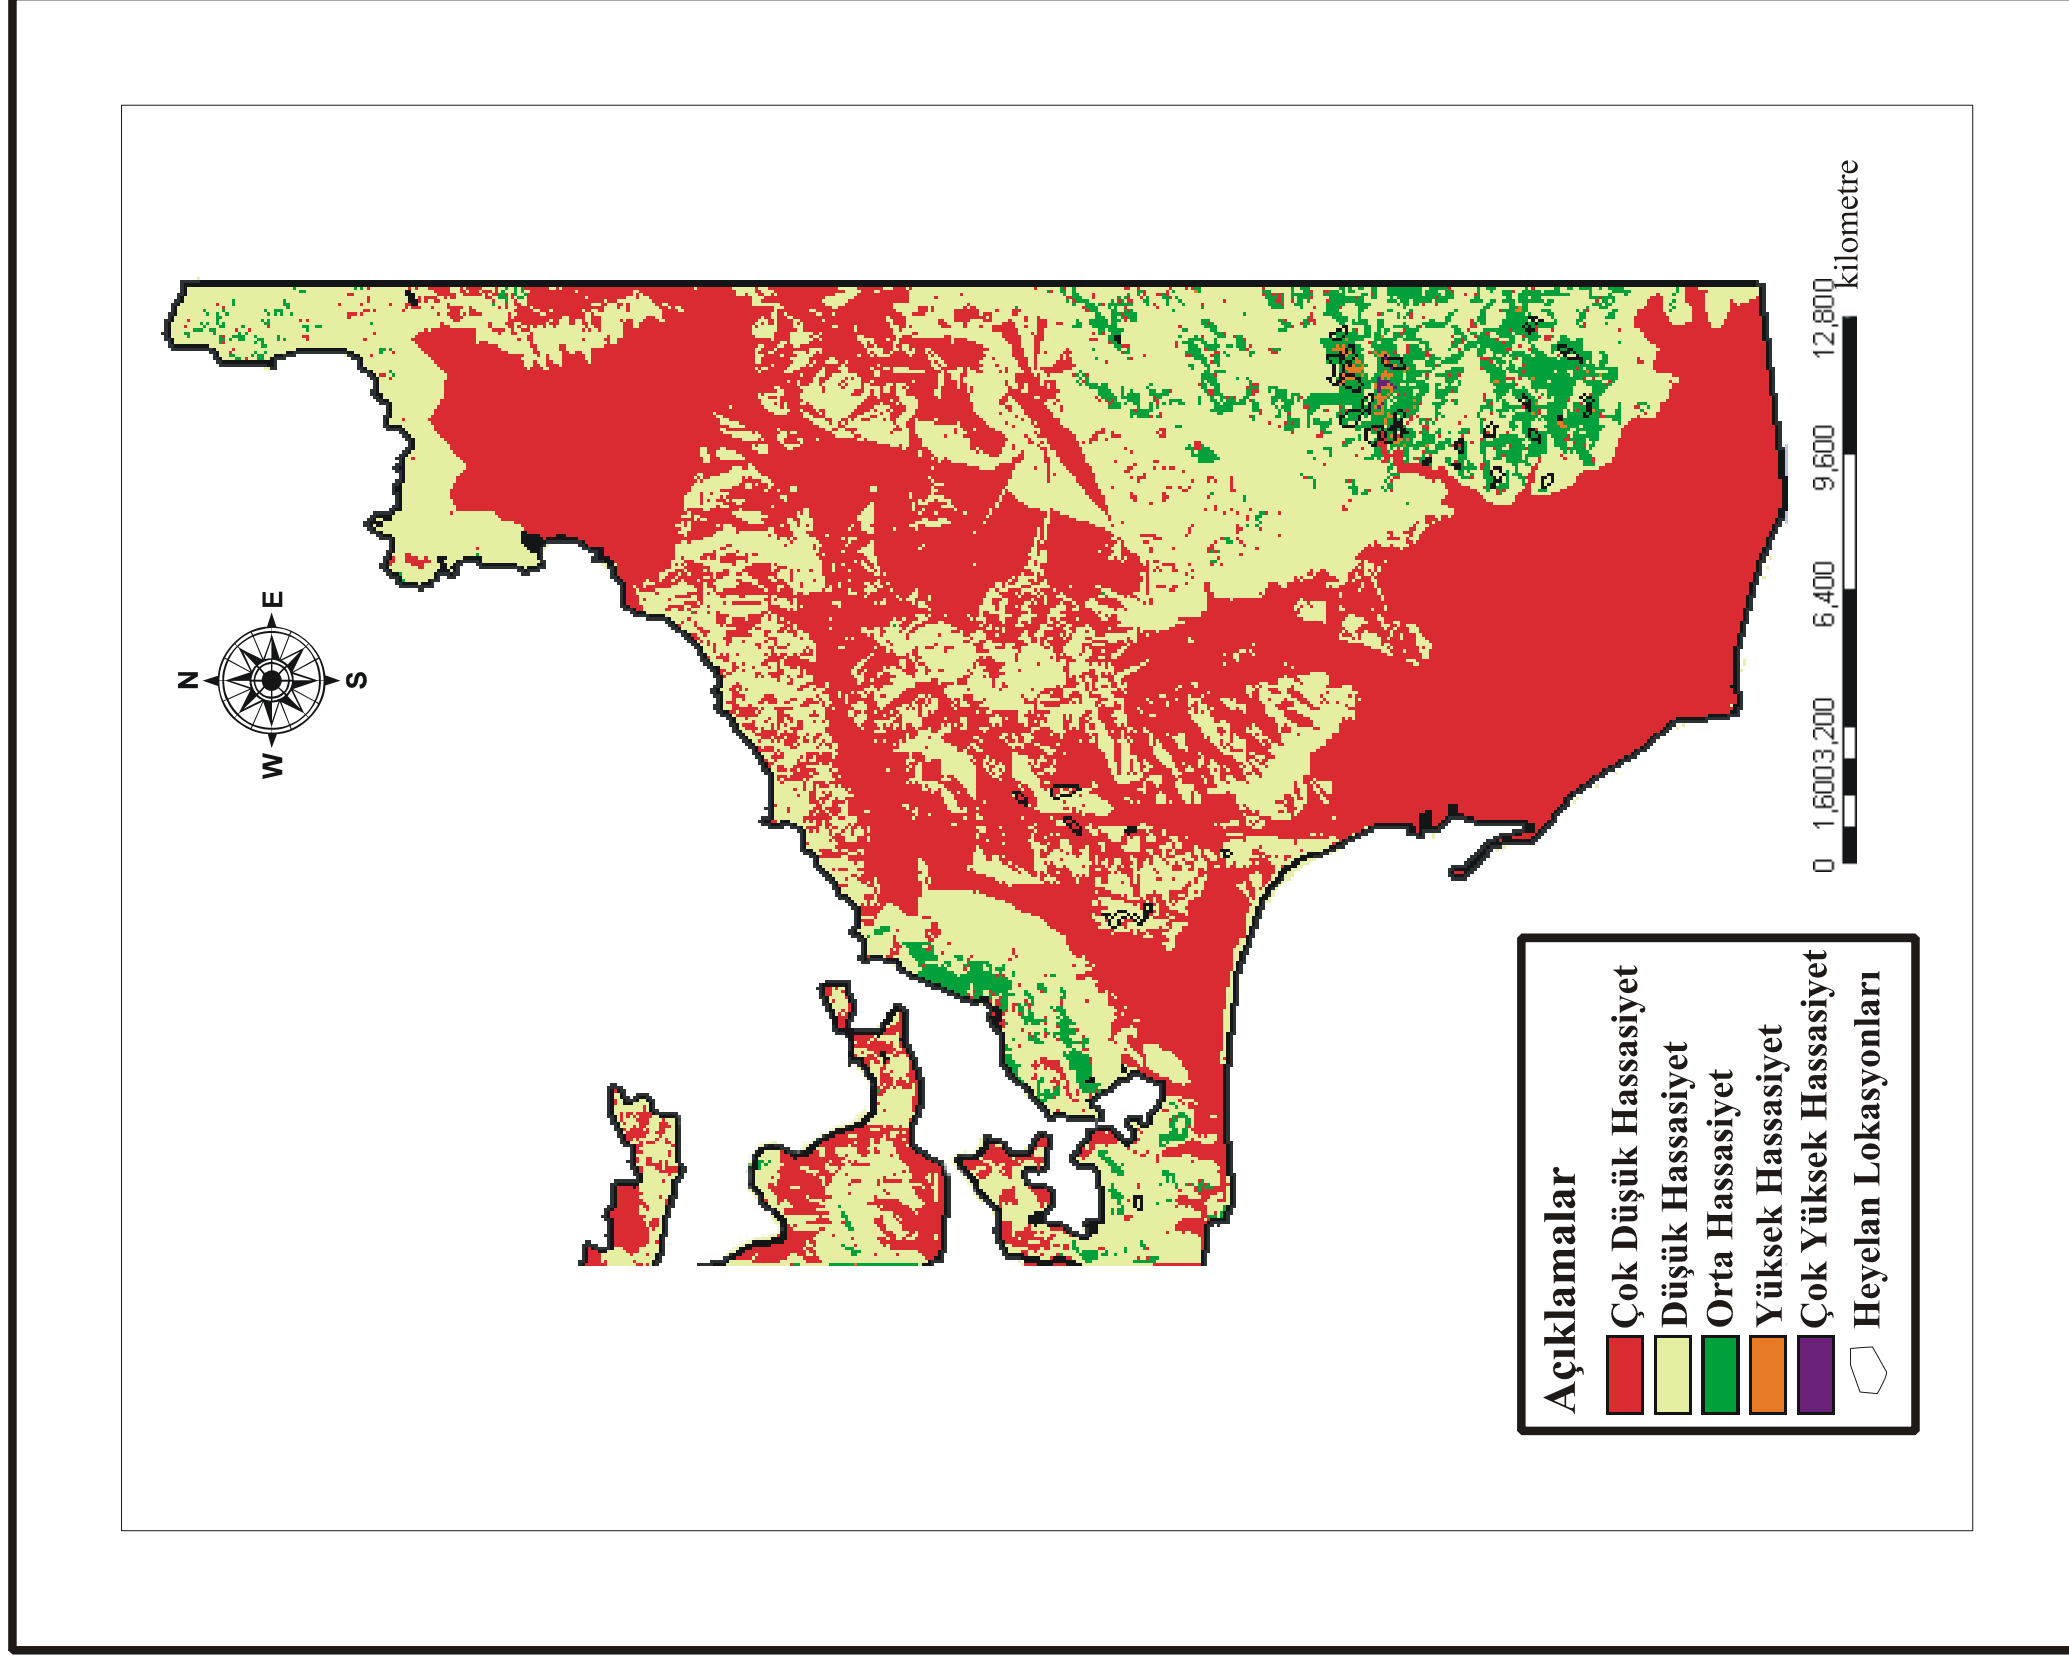 N
W
E
S
Açıklamalar
Çok Düşük Hassasiyet
Düşük Hassasiyet
Orta Hassasiyet
Yüksek Hassasiyet
Çok Yüksek Hassasiyet
Heyelan Lokasyonları
0 1,600 3,200 6,400 9,600 12,800
kilometre